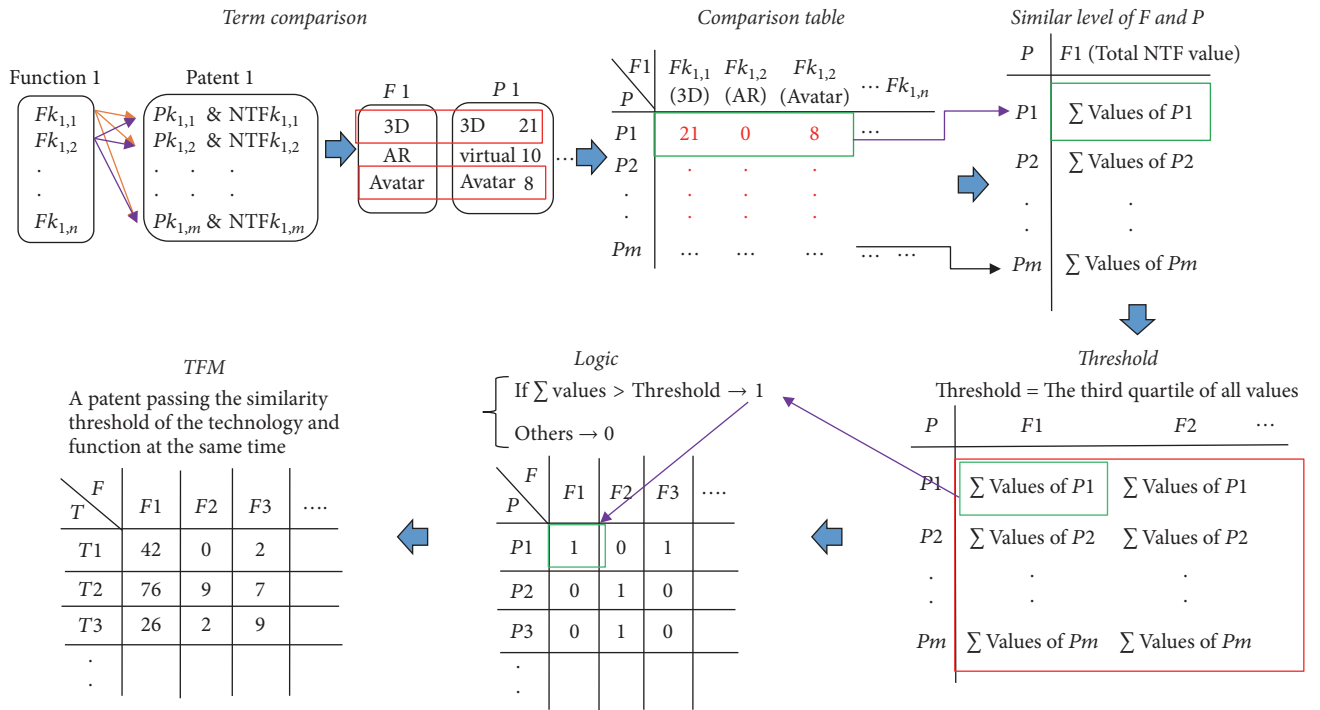 Term comparison
Function 1
Fk1,1
Fk1,2
.
.
Fk1,n
Patent 1
Pk1,1 & NTFk1,1
Pk1,2 & NTFk1,2
. . .
. . .
Pk1,m & NTFk1,m
F 1
3D
AR
Avatar
P 1
3D 21
virtual 10
Avatar 8
...
Comparison table
F1
P
Fk1,1 (3D)
Fk1,2 (AR)
Fk1,2 (Avatar)
... Fk1,n
P1 21 0 8 ...
P2 . . .
. . . .
. . . .
Pm ... ... ... ... ...
Similar level of F and P
P F1 (Total NTF value)
P1 ∑ Values of P1
P2 ∑ Values of P2
. .
. .
Pm ∑ Values of Pm
Threshold
Threshold = The third quartile of all values
P F1 F2 ...
P1 ∑ Values of P1 ∑ Values of P1
P2 ∑ Values of P2 ∑ Values of P2
. . .
. . .
Pm ∑ Values of Pm ∑ Values of Pm
Logic
If ∑ values > Threshold → 1
Others → 0
F
P
F1 F2 F3 ....
P1 1 0 1
P2 0 1 0
P3 0 1 0
.
.
TFM
A patent passing the similarity
threshold of the technology and
function at the same time
F
T
F1 F2 F3 ....
T1 42 0 2
T2 76 9 7
T3 26 2 9
.
.